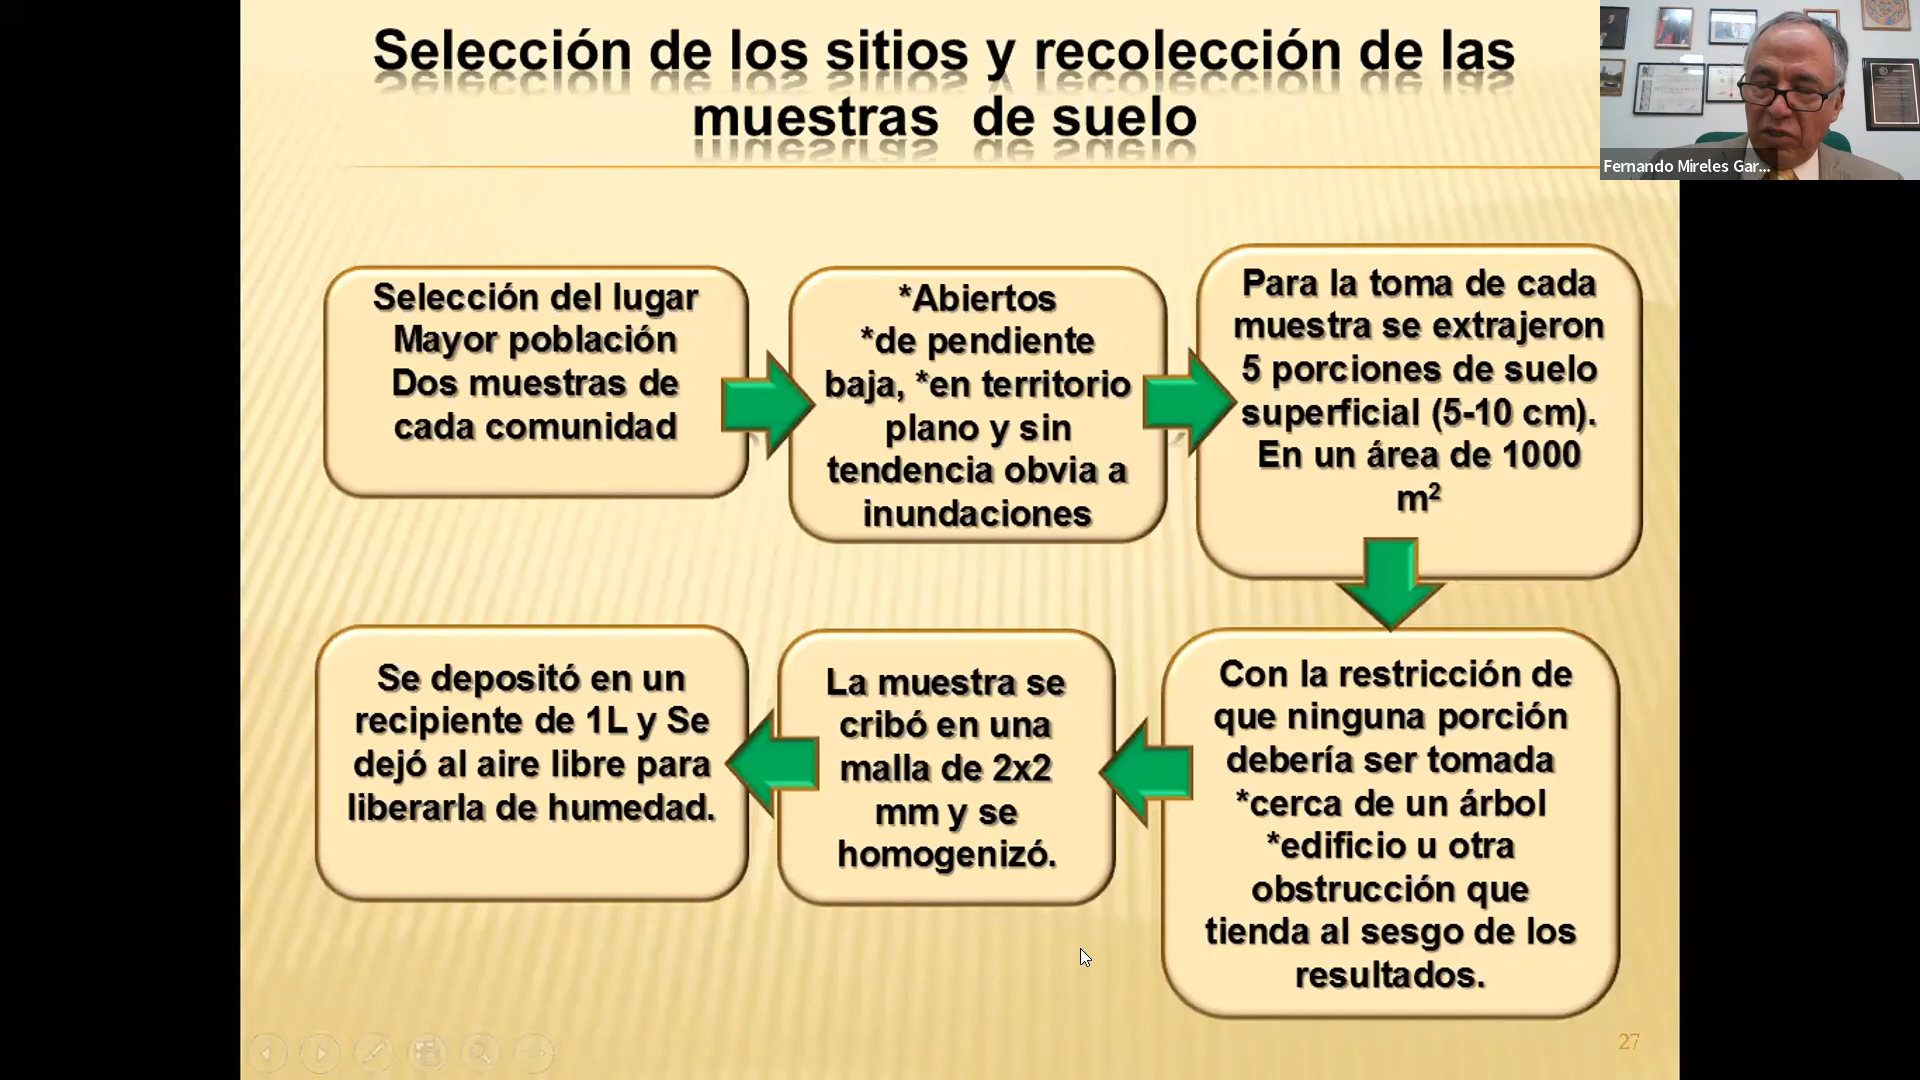 Selección de los sitios y recolección de las
muestras de suelo
Fernando Mireles Gar...
Selección del lugar
Mayor población
Dos muestras de
cada comunidad
*Abiertos
*de pendiente
baja, *en territorio
plano y sin
tendencia obvia a
inundaciones
Para la toma de cada
muestra se extrajeron
5 porciones de suelo
superficial (5-10 cm).
En un área de 1000
m²
Con la restricción de
que ninguna porción
debería ser tomada
*cerca de un árbol
*edificio u otra
obstrucción que
tienda al sesgo de los
resultados.
La muestra se
cribó en una
malla de 2x2
mm y se
homogenizó.
Se depositó en un
recipiente de 1L y Se
dejó al aire libre para
liberarla de humedad.
27